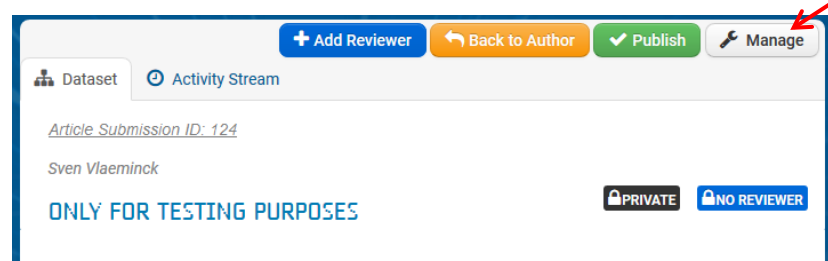 Add Reviewer Back to Author Publish Manage
Dataset Activity Stream
Article Submission ID: 124
Sven Vlaeminck
PRIVATE NO REVIEWER
ONLY FOR TESTING PURPOSES